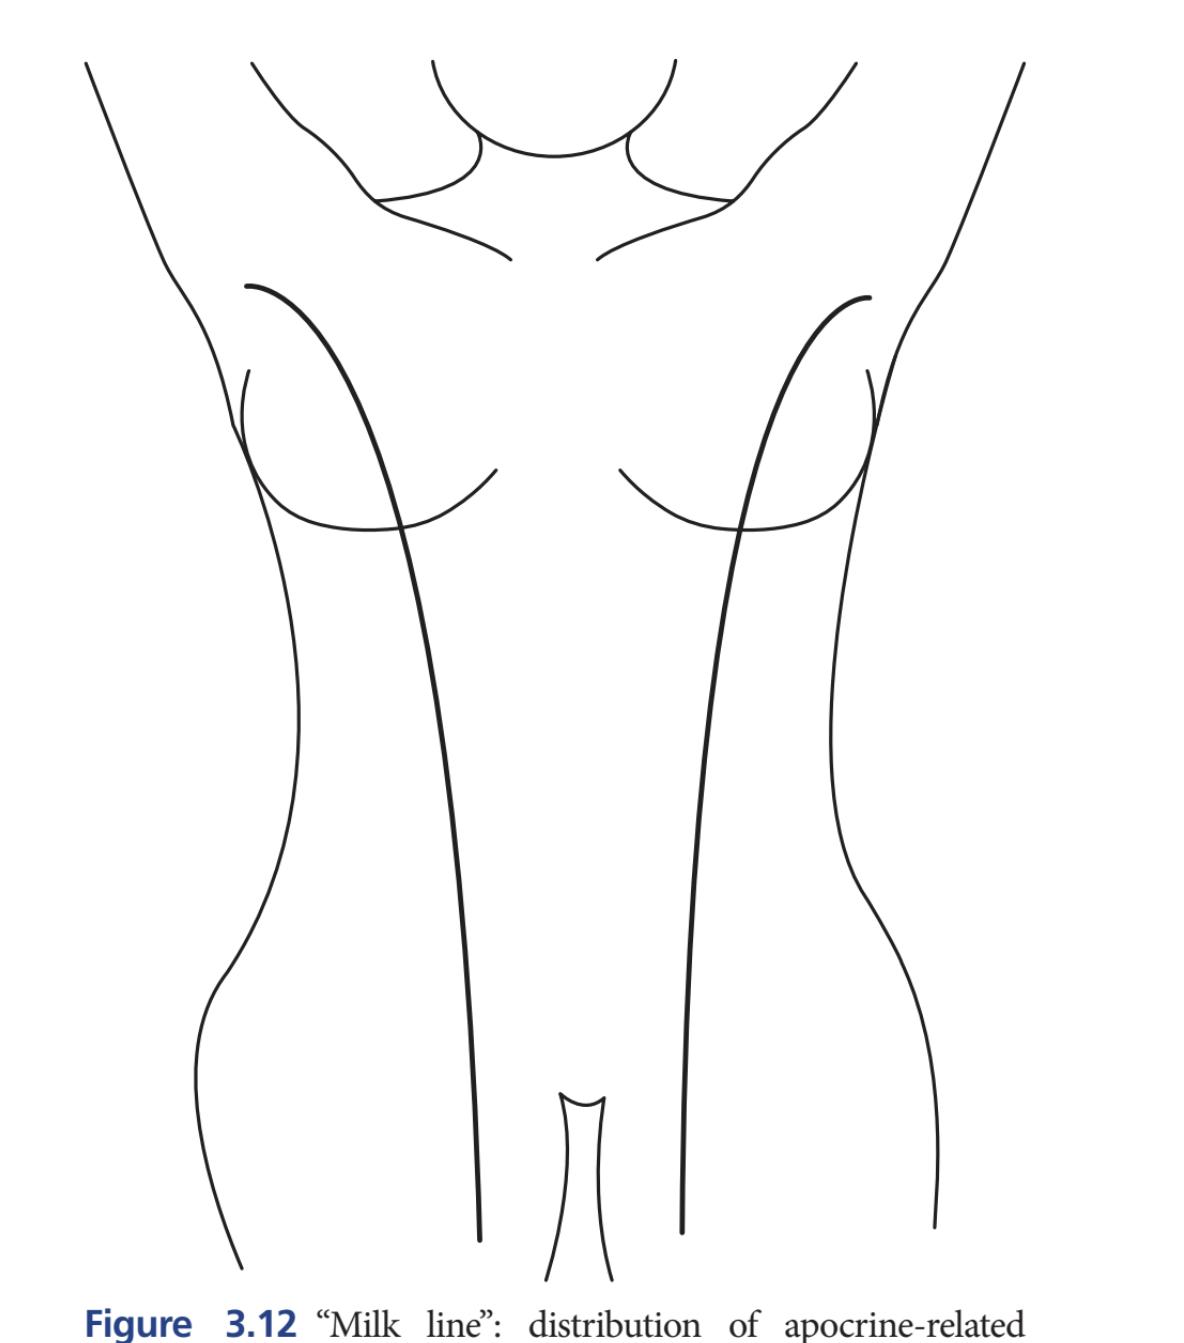 Figure 3.12 “Milk line”: distribution of apocrine-related